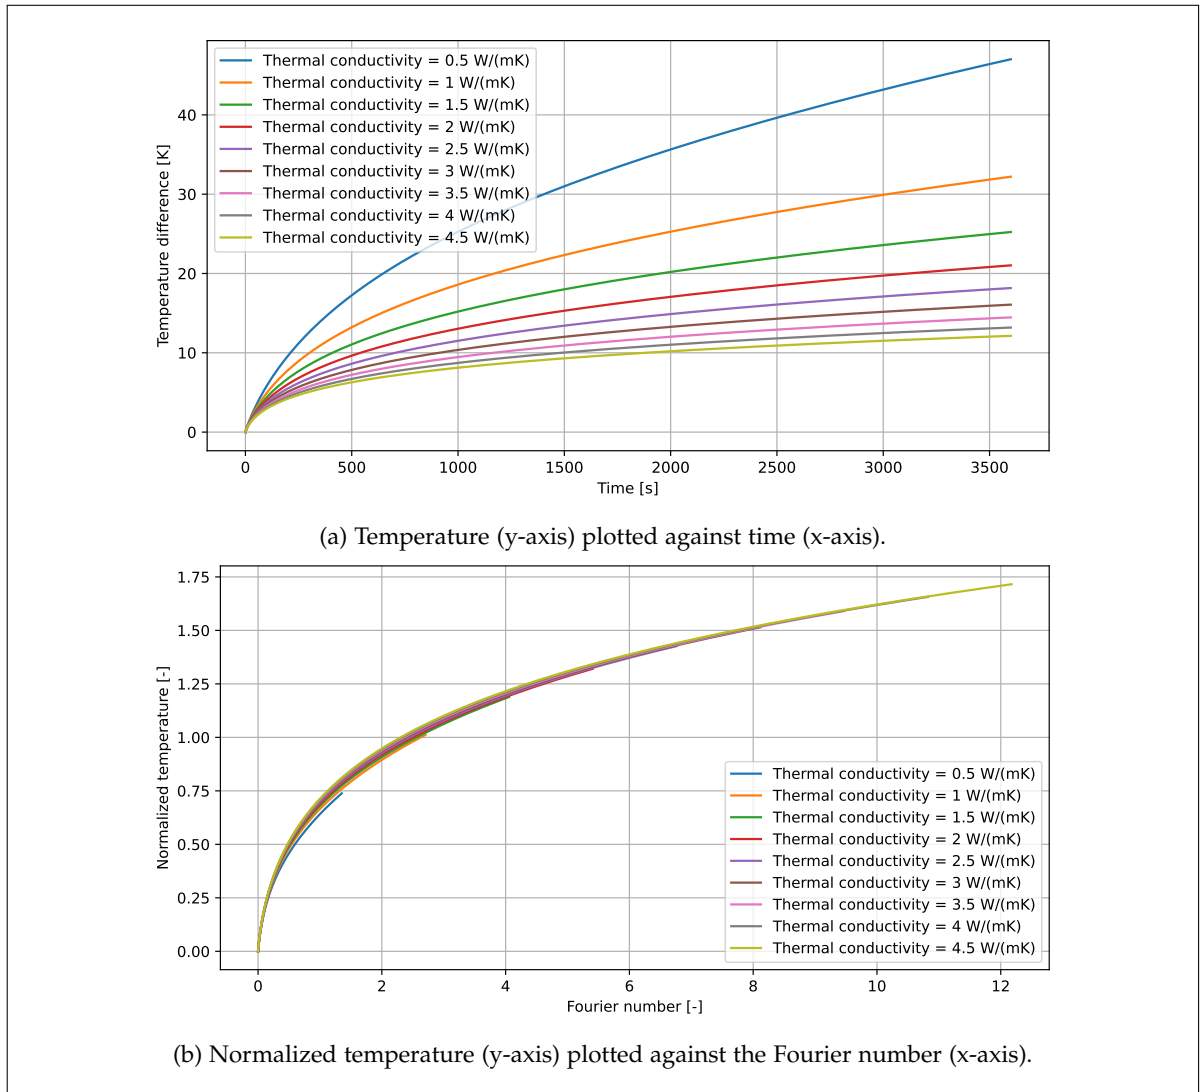 Thermal conductivity = 0.5 W/(mK)
Thermal conductivity = 1 W/(mK)
Thermal conductivity = 1.5 W/(mK)
Thermal conductivity = 2 W/(mK)
Thermal conductivity = 2.5 W/(mK)
Thermal conductivity = 3 W/(mK)
Thermal conductivity = 3.5 W/(mK)
Thermal conductivity = 4 W/(mK)
Thermal conductivity = 4.5 W/(mK)
Temperature difference [K]
40
30
20
10
0
0 500 1000 1500 2000 2500 3000 3500
Time [s]
(a) Temperature (y-axis) plotted against time (x-axis).
Normalized temperature [-]
1.75
1.50
1.25
1.00
0.75
0.50
0.25
0.00
Thermal conductivity = 0.5 W/(mK)
Thermal conductivity = 1 W/(mK)
Thermal conductivity = 1.5 W/(mK)
Thermal conductivity = 2 W/(mK)
Thermal conductivity = 2.5 W/(mK)
Thermal conductivity = 3 W/(mK)
Thermal conductivity = 3.5 W/(mK)
Thermal conductivity = 4 W/(mK)
Thermal conductivity = 4.5 W/(mK)
0 2 4 6 8 10 12
Fourier number [-]
(b) Normalized temperature (y-axis) plotted against the Fourier number (x-axis).